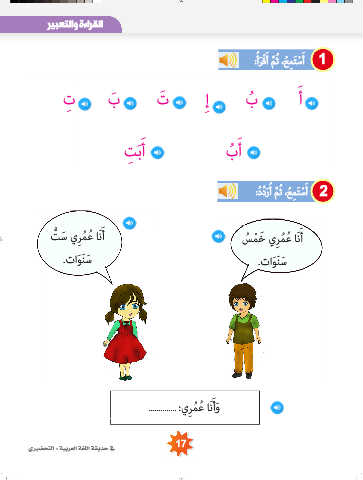 القراءة والتعبير
1 أَسْتَمِعُ، ثُمَّ أَقْرَأُ:
أَ بُ إِ تَ بَ تِ
أَبُ أَبَتِ
2 أَسْتَمِعُ، ثُمَّ أُرَدِّدُ:
أَنَا عُمُرِي خَمْسُ
سَنَوَات.
أَنَا عُمُرِي سَتُّ
سَنَوَات.
وَأَنَا عُمُرِي: ..............
17
في حديقة اللغة العربية - التحضيري